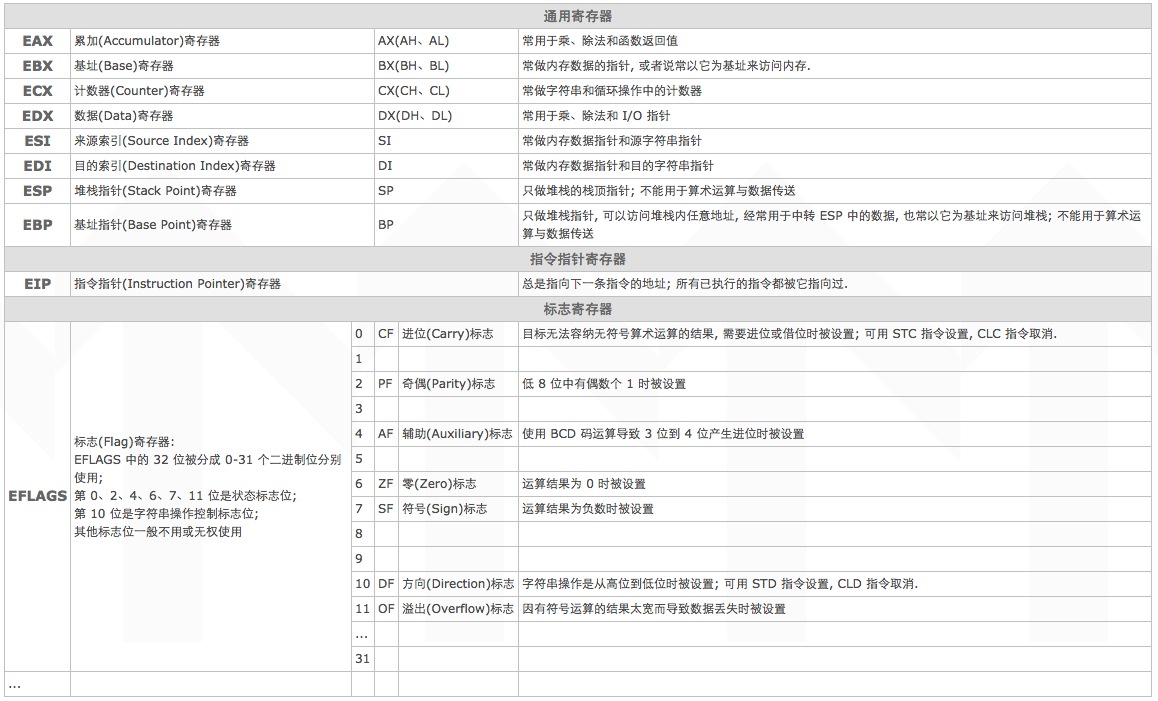 通用寄存器
EAX 累加(Accumulator)寄存器 AX(AH、AL) 常用于乘、除法和函数返回值
EBX 基址(Base)寄存器 BX(BH、BL) 常做内存数据的指针, 或者说常以它为基址来访问内存.
ECX 计数器(Counter)寄存器 CX(CH、CL) 常做字符串和循环操作中的计数器
EDX 数据(Data)寄存器 DX(DH、DL) 常用于乘、除法和 I/O 指针
ESI 来源索引(Source Index)寄存器 SI 常做内存数据指针和源字符串指针
EDI 目的索引(Destination Index)寄存器 DI 常做内存数据指针和目的字符串指针
ESP 堆栈指针(Stack Point)寄存器 SP 只做堆栈的栈顶指针; 不能用于算术运算与数据传送
EBP 基址指针(Base Point)寄存器 BP 只做堆栈指针, 可以访问堆栈内任意地址, 经常用于中转 ESP 中的数据, 也常以它为基址来访问堆栈; 不能用于算术运
算与数据传送
指令指针寄存器
EIP 指令指针(Instruction Pointer)寄存器 总是指向下一条指令的地址; 所有已执行的指令都被它指向过.
标志寄存器
EFLAGS
标志(Flag)寄存器:
EFLAGS 中的 32 位被分成 0-31 个二进制位分别
使用;
第 0、2、4、6、7、11 位是状态标志位;
第 10 位是字符串操作控制标志位;
其他标志位一般不用或无权使用
0 CF 进位(Carry)标志 目标无法容纳无符号算术运算的结果, 需要进位或借位时被设置; 可用 STC 指令设置, CLC 指令取消.
1
2 PF 奇偶(Parity)标志 低 8 位中有偶数个 1 时被设置
3
4 AF 辅助(Auxiliary)标志 使用 BCD 码运算导致 3 位到 4 位产生进位时被设置
5
6 ZF 零(Zero)标志 运算结果为 0 时被设置
7 SF 符号(Sign)标志 运算结果为负数时被设置
8
9
10 DF 方向(Direction)标志 字符串操作是从高位到低位时被设置; 可用 STD 指令设置, CLD 指令取消.
11 OF 溢出(Overflow)标志 因有符号运算的结果太宽而导致数据丢失时被设置
...
31
...